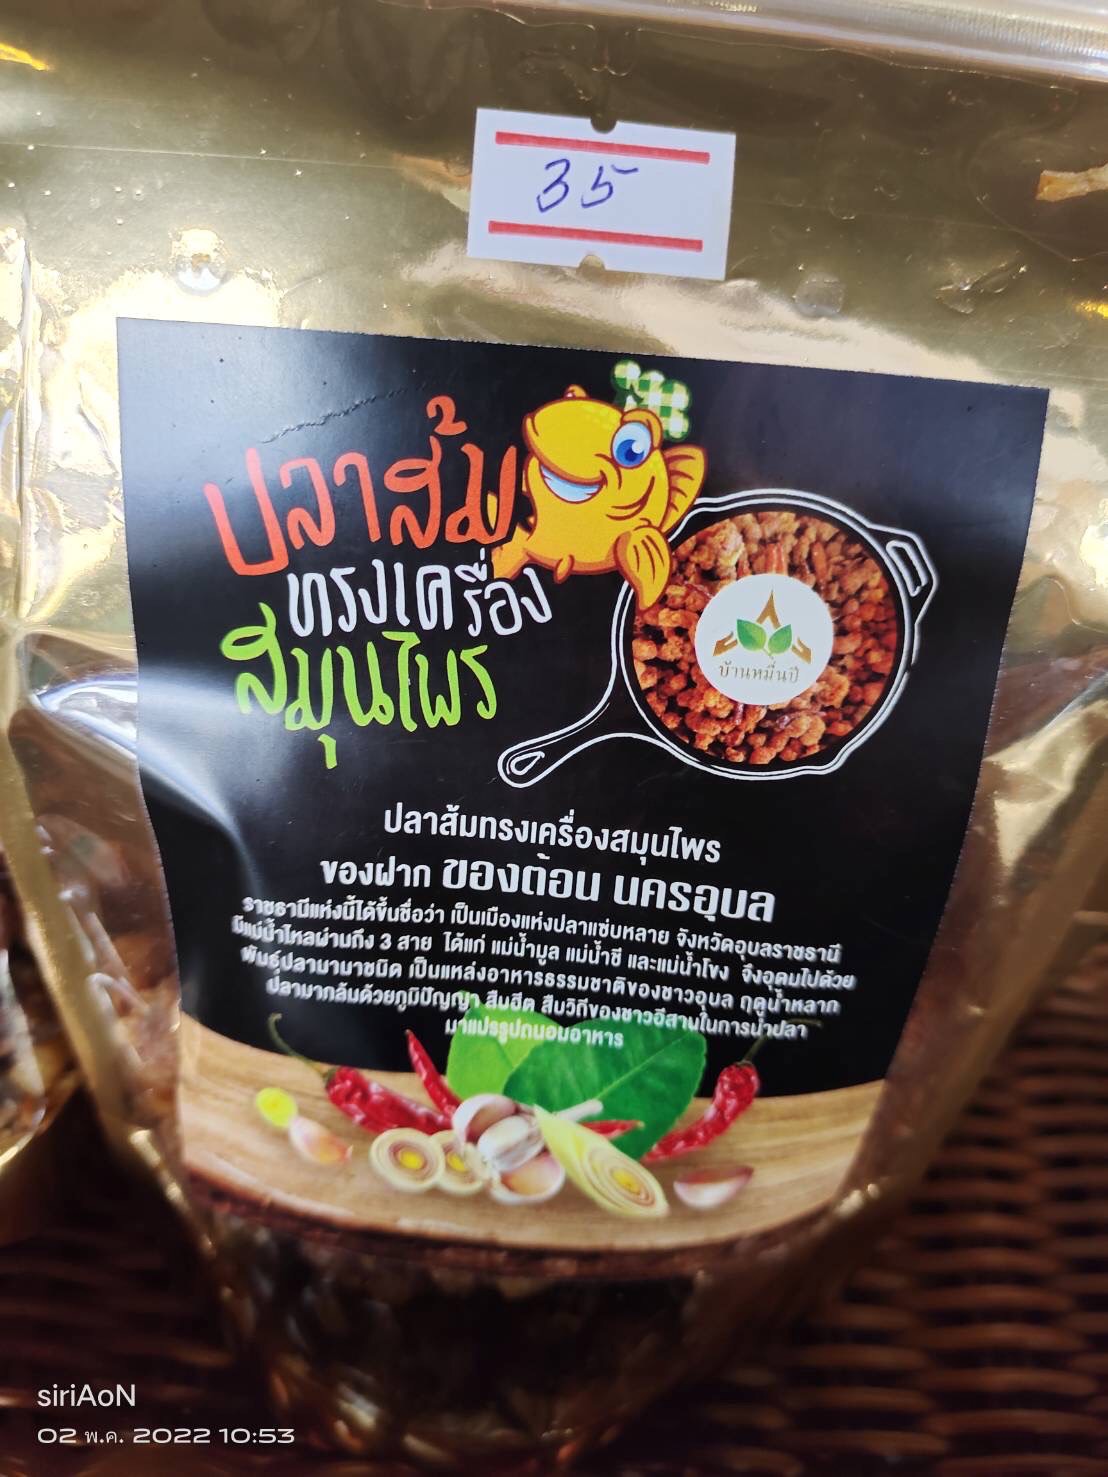 35
ปลาส้ม
ทรงเครื่อง
สมุนไพร
บ้านหมื่นปี
ปลาส้มทรงเครื่องสมุนไพร
ของฝาก ของต้อน นครอุบล
ราชธานีแห่งนี้ได้ขึ้นชื่อว่า เป็นเมืองแห่งปลาแซ่บหลาย จังหวัดอุบลราชธานี
มีแม่น้ำไหลผ่านถึง 3 สาย ได้แก่ แม่น้ำมูล แม่น้ำชี และแม่น้ำโขง จึงอุดมไปด้วย
พันธุ์ปลานานาชนิด เป็นแหล่งอาหารธรรมชาติของชาวอุบล ฤดูน้ำหลาก
ปลามากล้นด้วยภูมิปัญญา สืบฮีต สืบวิถีของชาวอีสานในการนำปลา
มาแปรรูปถนอมอาหาร
siriAoN
02 พ.ค. 2022 10:53